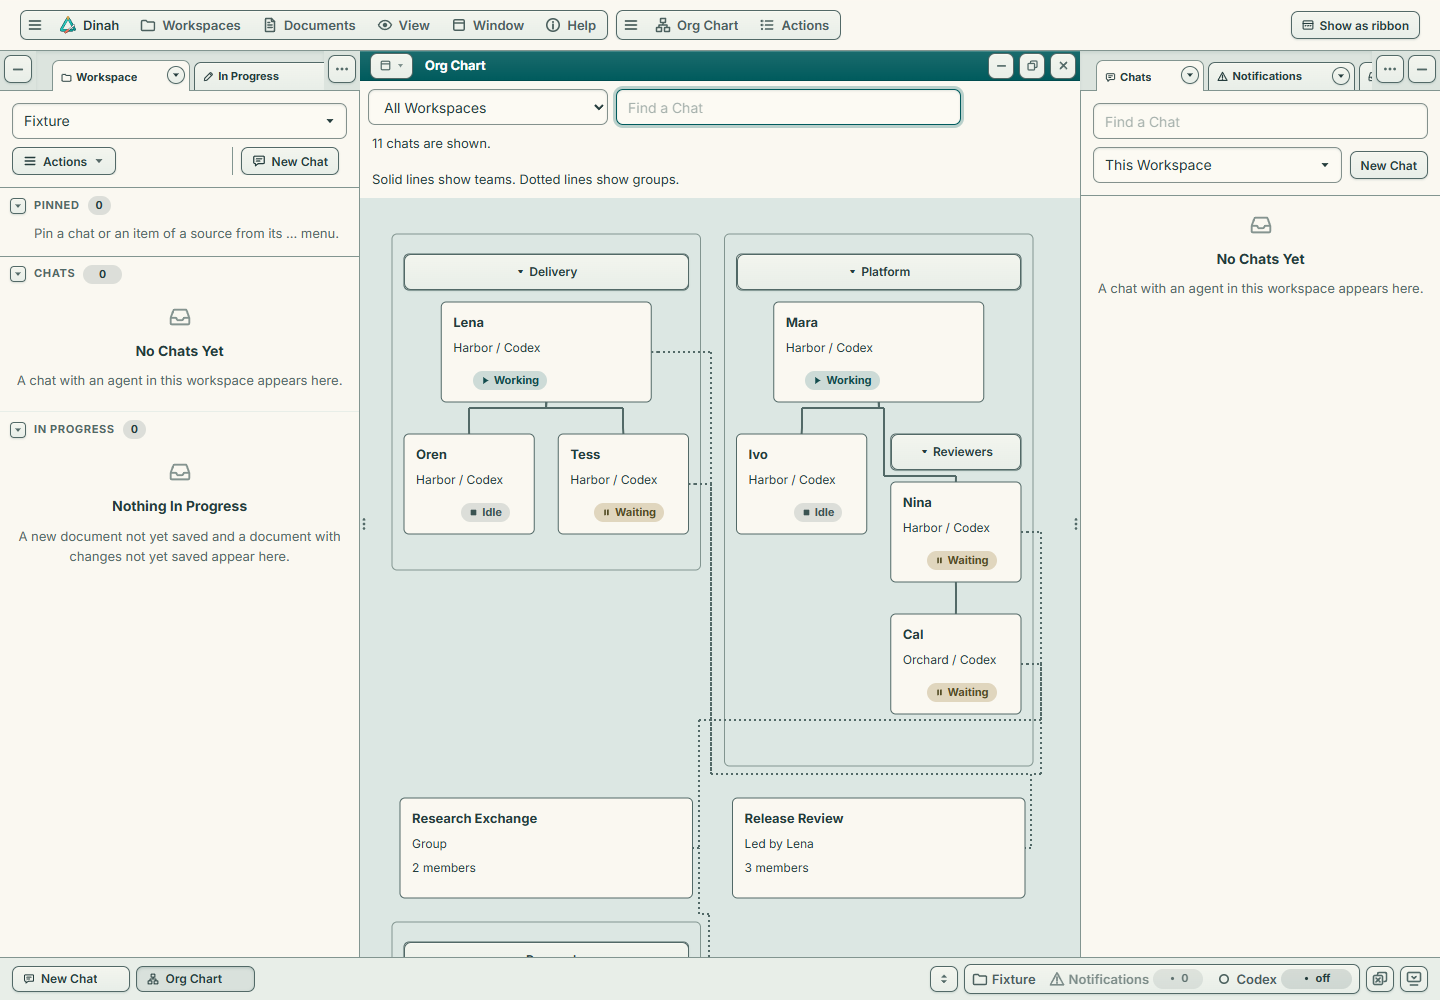 Dinah Workspaces Documents View Window Help Org Chart Actions Show as ribbon
Workspace In Progress
Fixture
Actions New Chat
PINNED 0
Pin a chat or an item of a source from its ... menu.
CHATS 0
No Chats Yet
A chat with an agent in this workspace appears here.
IN PROGRESS 0
Nothing In Progress
A new document not yet saved and a document with
changes not yet saved appear here.
Org Chart
All Workspaces Find a Chat
11 chats are shown.
Solid lines show teams. Dotted lines show groups.
Delivery
Lena
Harbor / Codex
Working
Oren
Harbor / Codex
Idle
Tess
Harbor / Codex
Waiting
Platform
Mara
Harbor / Codex
Working
Ivo
Harbor / Codex
Idle
Reviewers
Nina
Harbor / Codex
Waiting
Cal
Orchard / Codex
Waiting
Research Exchange
Group
2 members
Release Review
Led by Lena
3 members
Chats Notifications
Find a Chat
This Workspace New Chat
No Chats Yet
A chat with an agent in this workspace appears here.
New Chat Org Chart Fixture Notifications • 0 Codex • off